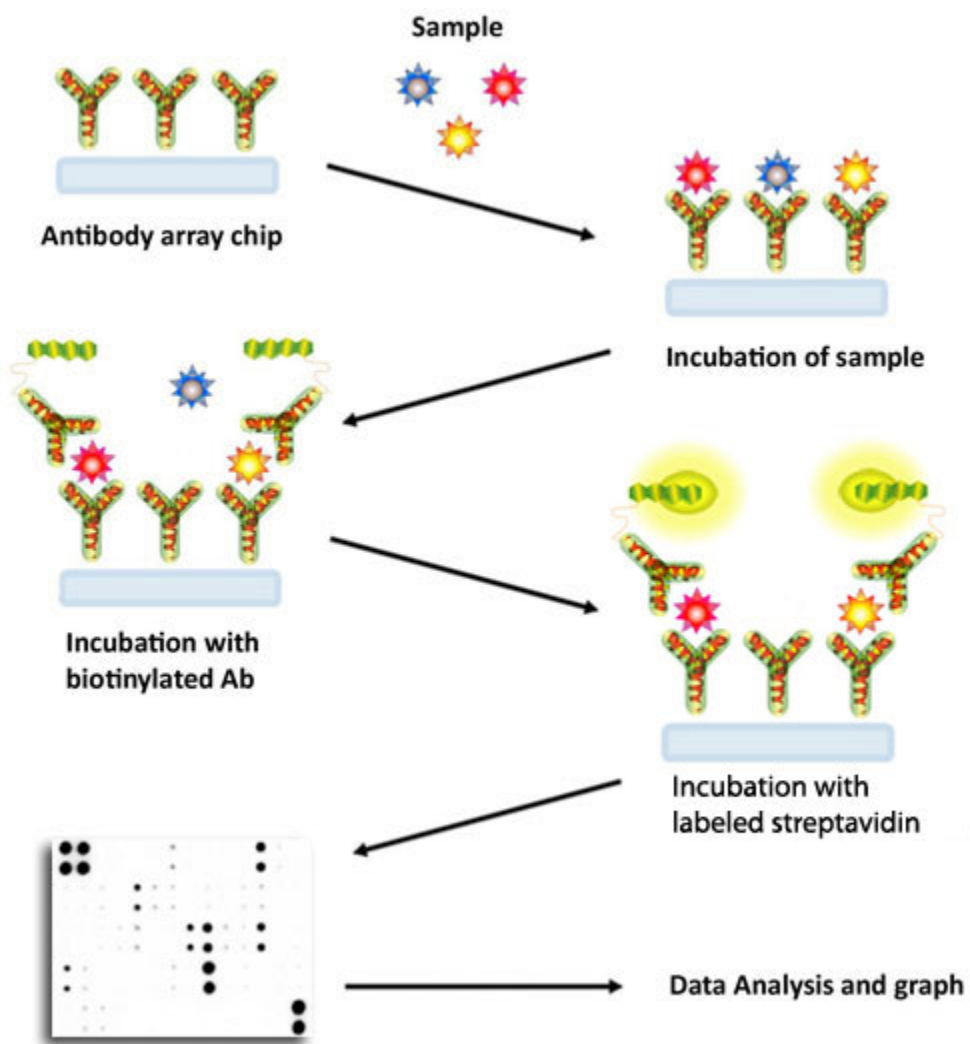 Sample
Antibody array chip
Incubation of sample
Incubation with
biotinylated Ab
Incubation with
labeled streptavidin
Data Analysis and graph